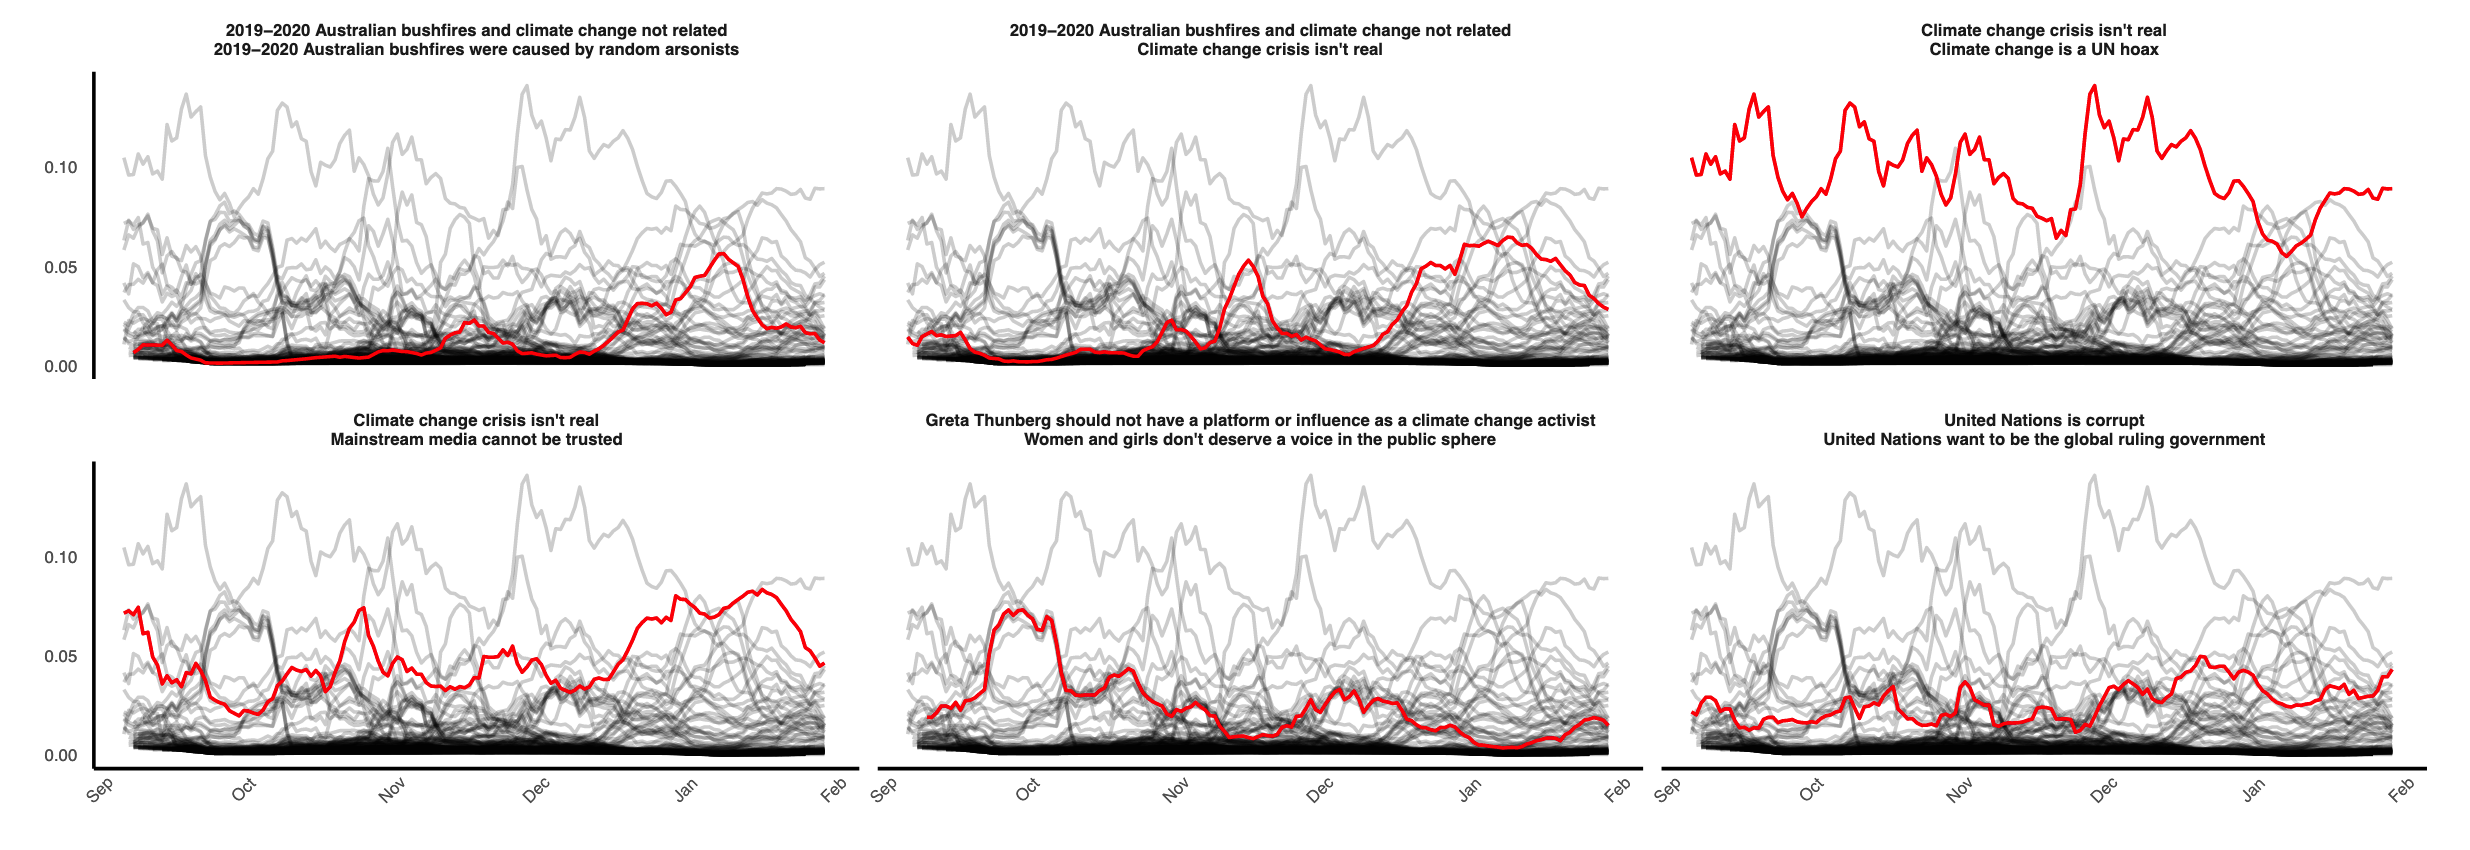 2019–2020 Australian bushfires and climate change not related
2019–2020 Australian bushfires were caused by random arsonists
2019–2020 Australian bushfires and climate change not related
Climate change crisis isn't real
Climate change crisis isn't real
Climate change is a UN hoax
0.10
0.05
0.00
Climate change crisis isn't real
Mainstream media cannot be trusted
Greta Thunberg should not have a platform or influence as a climate change activist
Women and girls don't deserve a voice in the public sphere
United Nations is corrupt
United Nations want to be the global ruling government
0.10
0.05
0.00
Sep Oct Nov Dec Jan Feb
Sep Oct Nov Dec Jan Feb
Sep Oct Nov Dec Jan Feb